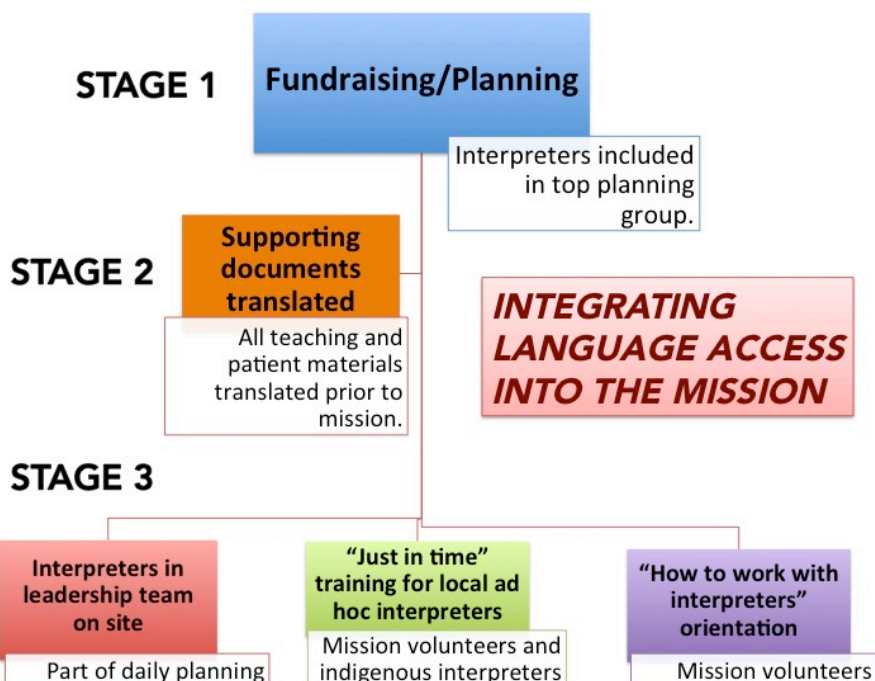 STAGE 1
Fundraising/Planning
Interpreters included
in top planning
group.
STAGE 2
Supporting
documents
translated
All teaching and
patient materials
translated prior to
mission.
INTEGRATING
LANGUAGE ACCESS
INTO THE MISSION
STAGE 3
Interpreters in
leadership team
on site
Part of daily planning
“Just in time”
training for local ad
hoc interpreters
Mission volunteers and
indigenous interpreters
“How to work with
interpreters”
orientation
Mission volunteers